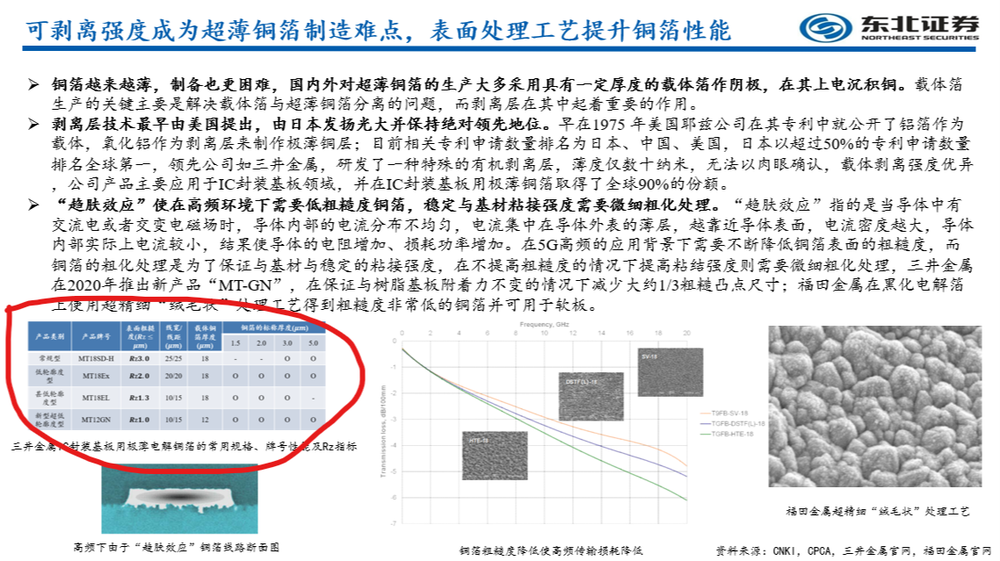 可剥离强度成为超薄铜箔制造难点，表面处理工艺提升铜箔性能
东北证券
NORTHEAST SECURITIES
➢ 铜箔越来越薄，制备也更困难，国内外对超薄铜箔的生产大多采用具有一定厚度的载体箔作阴极，在其上电沉积铜。载体箔
生产的关键主要是解决载体箔与超薄铜箔分离的问题，而剥离层在其中起着重要的作用。
➢ 剥离层技术最早由美国提出，由日本发扬光大并保持绝对领先地位。早在1975 年美国耶兹公司在其专利中就公开了铝箔作为
载体，氧化铝作为剥离层来制作极薄铜层；目前相关专利申请数量排名为日本、中国、美国，日本以超过50%的专利申请数量
排名全球第一，领先公司如三井金属，研发了一种特殊的有机剥离层，薄度仅数十纳米，无法以肉眼确认，载体剥离强度优异
，公司产品主要应用于IC封装基板领域，并在IC封装基板用极薄铜箔取得了全球90%的份额。
➢ “趋肤效应”使在高频环境下需要低粗糙度铜箔，稳定与基材粘接强度需要微细粗化处理。“趋肤效应”指的是当导体中有
交流电或者交变电磁场时，导体内部的电流分布不均匀，电流集中在导体外表的薄层，越靠近导体表面，电流密度越大，导体
内部实际上电流较小，结果使导体的电阻增加、损耗功率增加。在5G高频的应用背景下需要不断降低铜箔表面的粗糙度，而
铜箔的粗化处理是为了保证与基材与稳定的粘接强度，在不提高粗糙度的情况下提高粘结强度则需要微细粗化处理，三井金属
在2020年推出新产品“MT-GN”，在保证与树脂基板附着力不变的情况下减少大约1/3粗糙凸点尺寸；福田金属在黑化电解箔
上使用超精细“绒毛状”处理工艺得到粗糙度非常低的铜箔并可用于软板。
产品类别 产品牌号 表面粗糙度(Rz ≤ μm) 线宽/线距(μm) 载体铜箔厚度(μm) 铜箔的标称厚度(μm)
1.5 2.0 3.0 5.0
常规型 MT18SD-H Rz3.0 25/25 18 - - O O
低轮廓度型 MT18Ex Rz2.0 20/20 18 O O O O
甚低轮廓度型 MT18EL Rz1.3 10/15 18 O O O -
新型超低轮廓度型 MT12GN Rz1.0 10/15 12 O O O O
三井金属IC封装基板用极薄电解铜箔的常用规格、牌号性能及Rz指标
高频下由于“趋肤效应”铜箔线路断面图
Frequency, GHz
0 2 4 6 8 10 12 14 16 18 20
Transmission loss, dB/100mm
0
-1
-2
-3
-4
-5
-6
-7
SV-18
DSTF(L)-18
HTE-18
T9FB-SV-18
TGFB-DSTF(L)-18
TGFB-HTE-18
铜箔粗糙度降低使高频传输损耗降低
福田金属超精细“绒毛状”处理工艺
资料来源：CNKI，CPCA，三井金属官网，福田金属官网